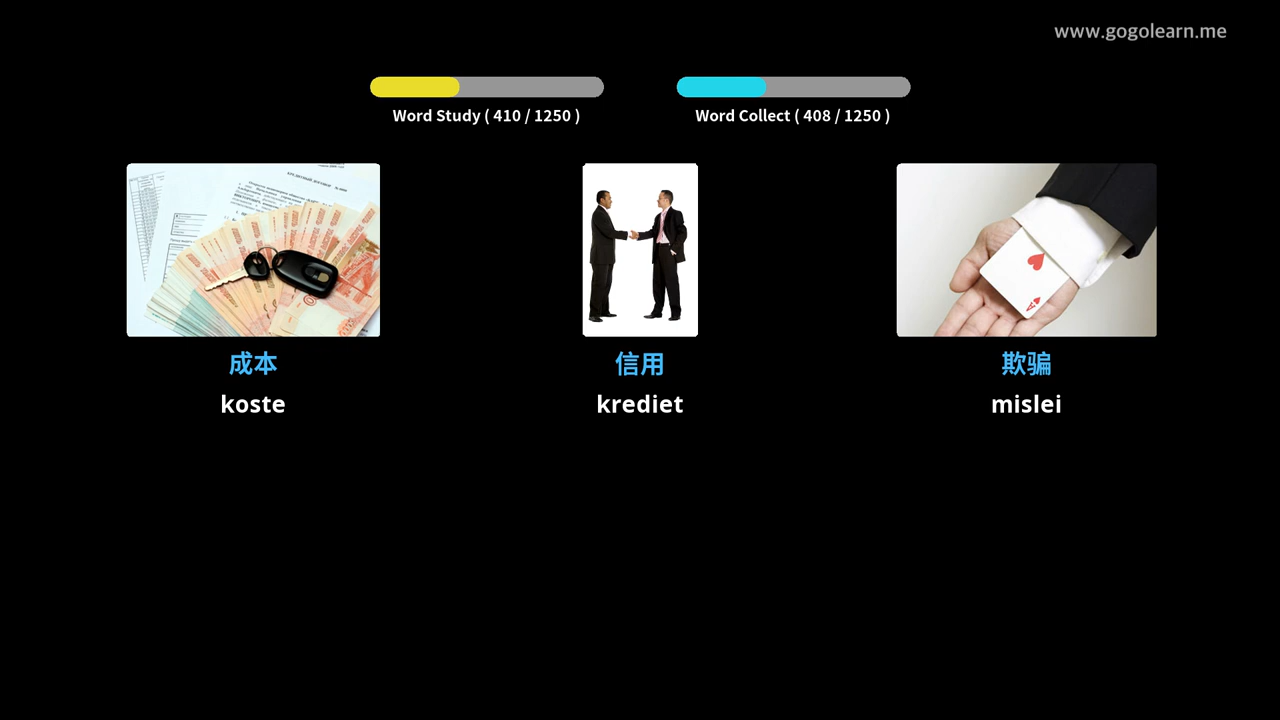 www.gogolearn.me
Word Study ( 410 / 1250 )
Word Collect ( 408 / 1250 )
成本
信用
欺骗
koste
krediet
mislei